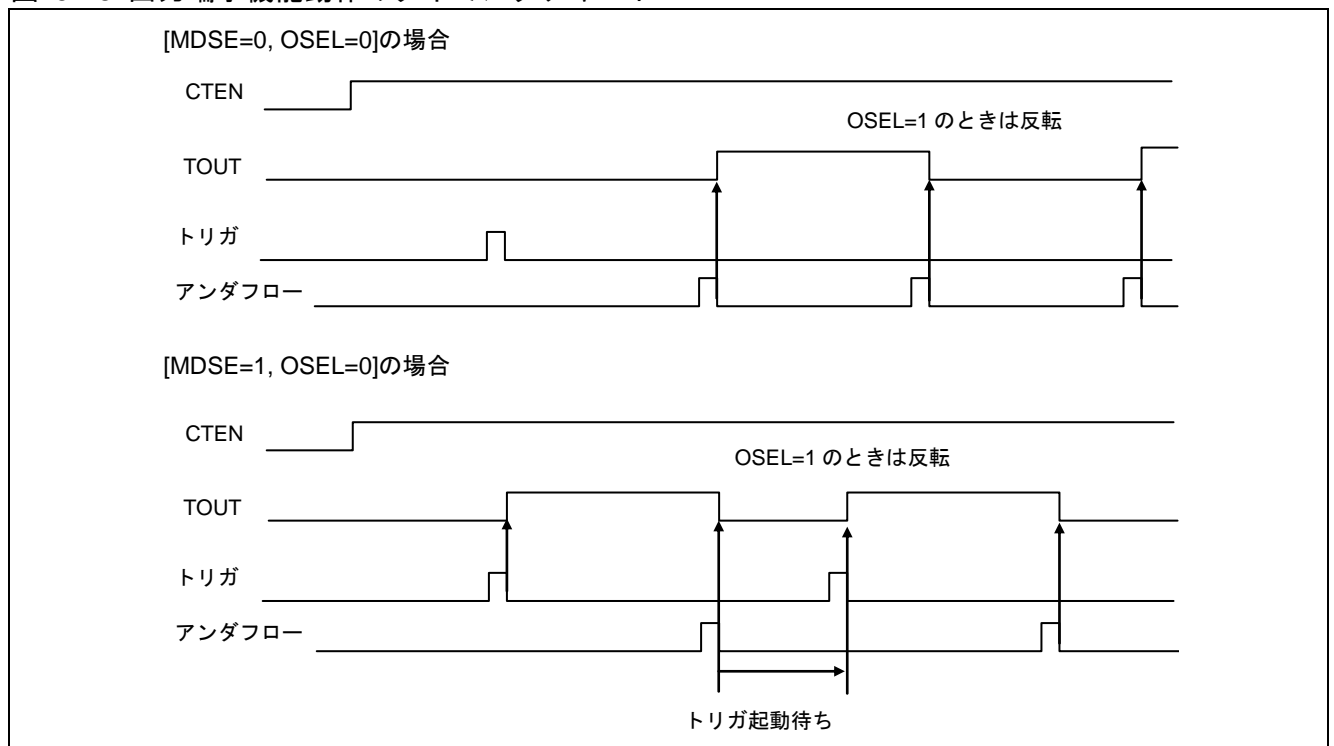 [MDSE=0, OSEL=0]の場合
CTEN
OSEL=1 のときは反転
TOUT
トリガ
アンダフロー
[MDSE=1, OSEL=0]の場合
CTEN
OSEL=1 のときは反転
TOUT
トリガ
アンダフロー
トリガ起動待ち